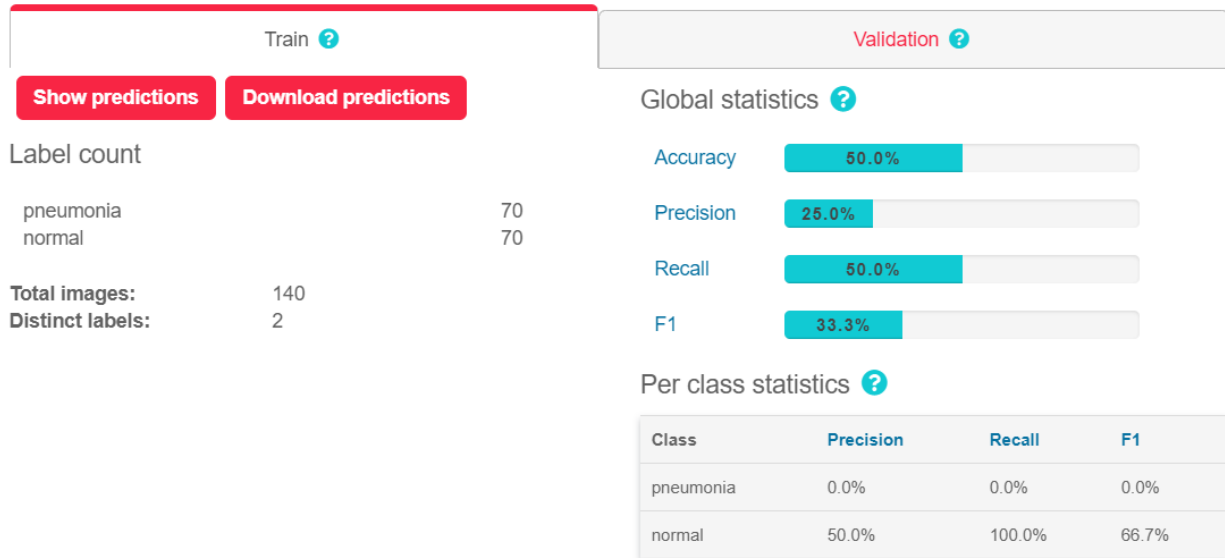 Train ?
Validation ?
Show predictions Download predictions
Label count
pneumonia 70
normal 70
Total images: 140
Distinct labels: 2
Global statistics ?
Accuracy 50.0%
Precision 25.0%
Recall 50.0%
F1 33.3%
Per class statistics ?
Class Precision Recall F1
pneumonia 0.0% 0.0% 0.0%
normal 50.0% 100.0% 66.7%